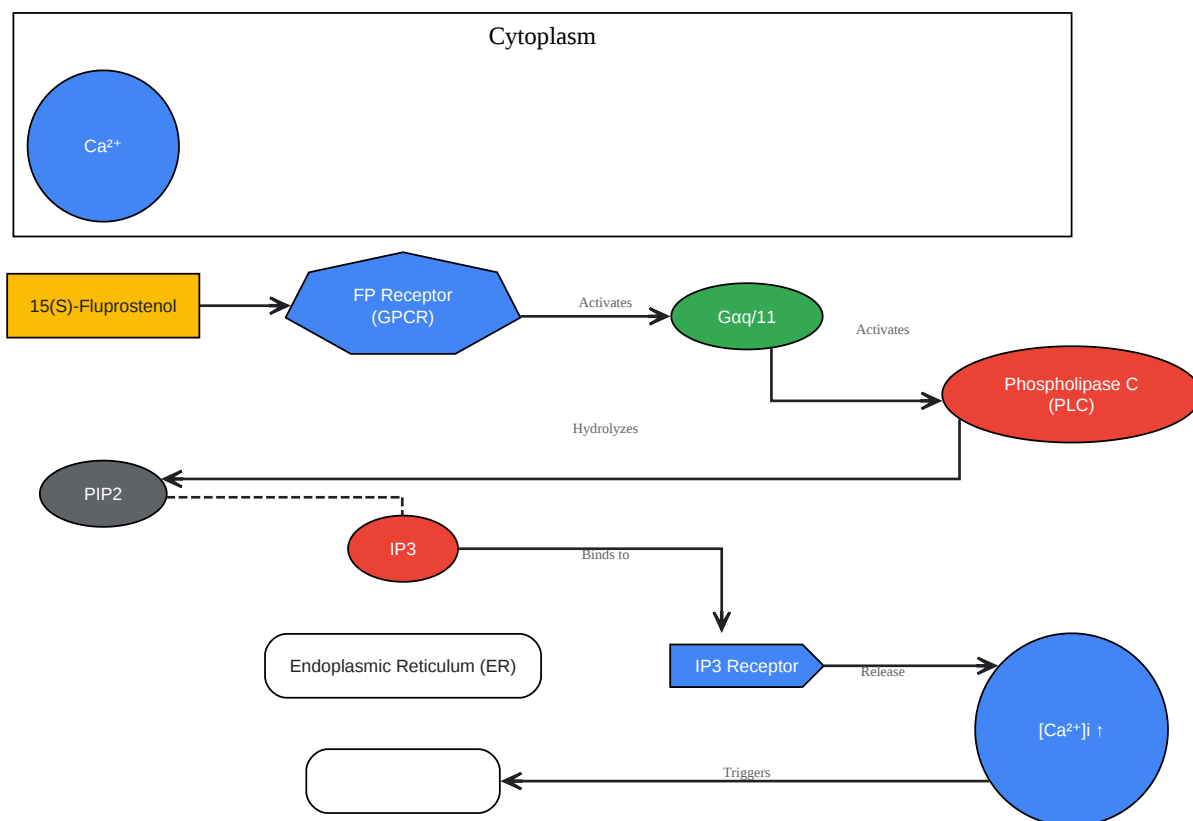 Cytoplasm
Ca²⁺
15(S)-Fluprostenol
FP Receptor
(GPCR)
Activates
Gαq/11
Activates
Phospholipase C
(PLC)
Hydrolyzes
PIP2
IP3
Binds to
Endoplasmic Reticulum (ER)
IP3 Receptor
Release
[Ca²⁺]i ↑
Triggers